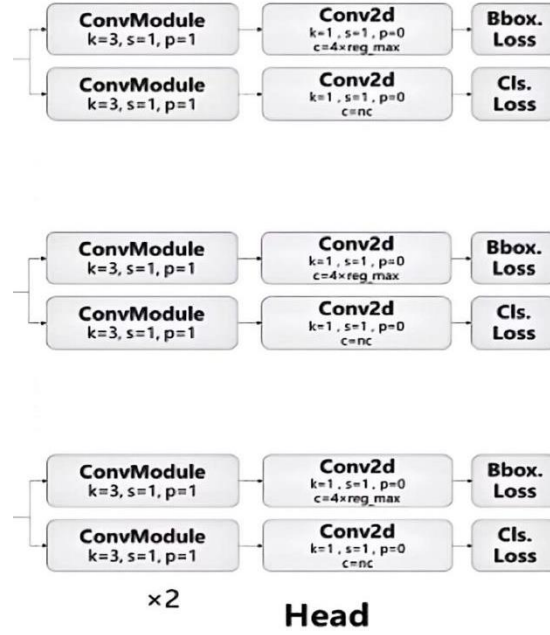 ConvModule
k=3, s=1, p=1
Conv2d
k=1 , s=1 , p=0
c=4×reg_max
Bbox.
Loss
ConvModule
k=3, s=1, p=1
Conv2d
k=1 , s=1 , p=0
c=nc
Cls.
Loss
ConvModule
k=3, s=1, p=1
Conv2d
k=1 , s=1 , p=0
c=4×reg_max
Bbox.
Loss
ConvModule
k=3, s=1, p=1
Conv2d
k=1 , s=1 , p=0
c=nc
Cls.
Loss
ConvModule
k=3, s=1, p=1
Conv2d
k=1 , s=1 , p=0
c=4×reg_max
Bbox.
Loss
ConvModule
k=3, s=1, p=1
Conv2d
k=1 , s=1 , p=0
c=nc
Cls.
Loss
×2
Head